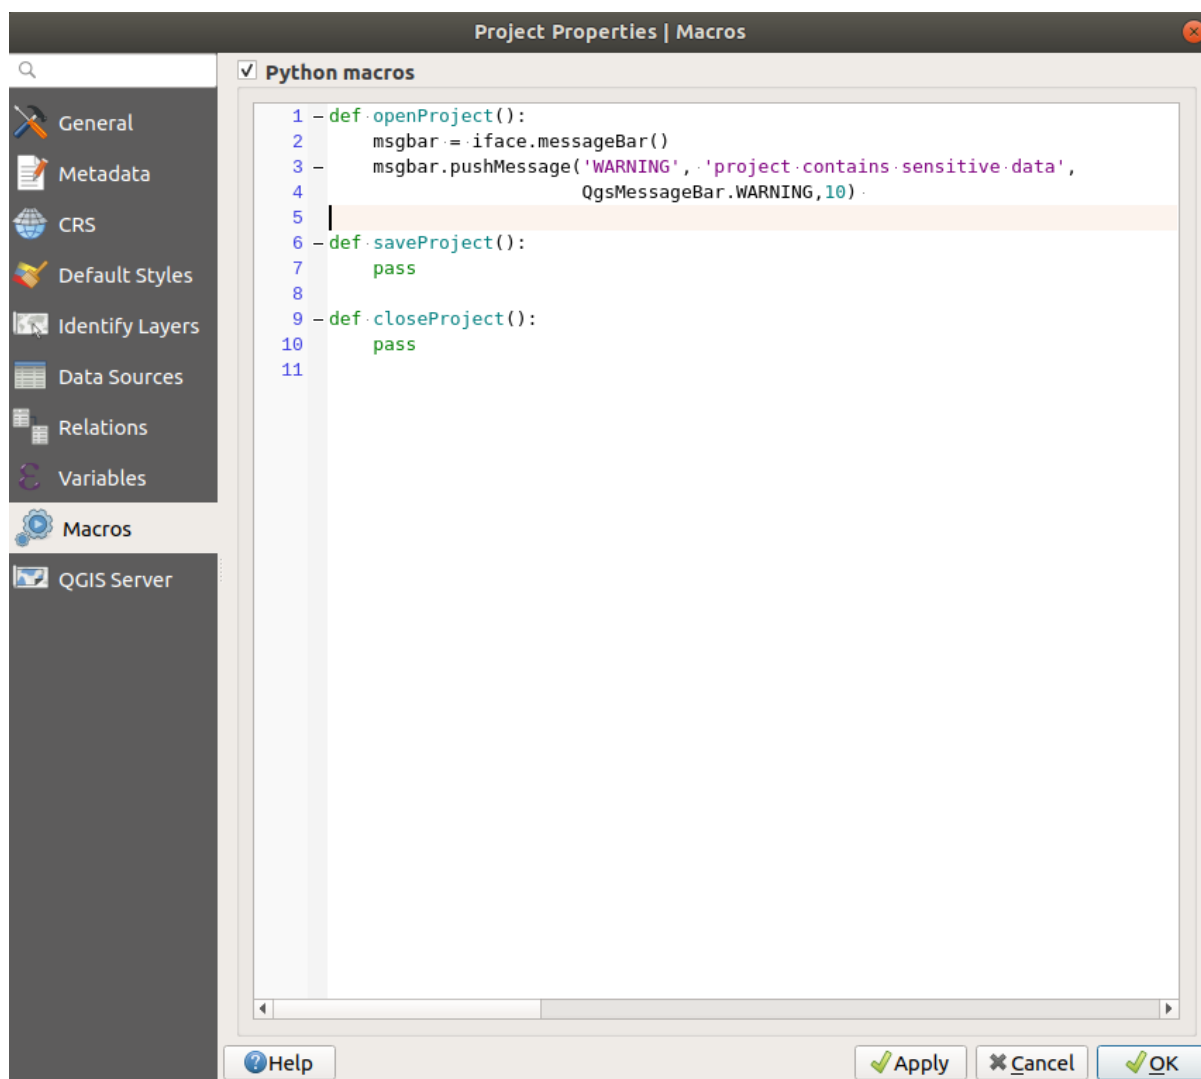 Project Properties | Macros
General
Metadata
CRS
Default Styles
Identify Layers
Data Sources
Relations
Variables
Macros
QGIS Server
Python macros
1 def openProject():
2     msgbar = iface.messageBar()
3     msgbar.pushMessage('WARNING', 'project contains sensitive data',
4                        QgsMessageBar.WARNING,10)
5
6 def saveProject():
7     pass
8
9 def closeProject():
10     pass
11
Help
Apply
Cancel
OK